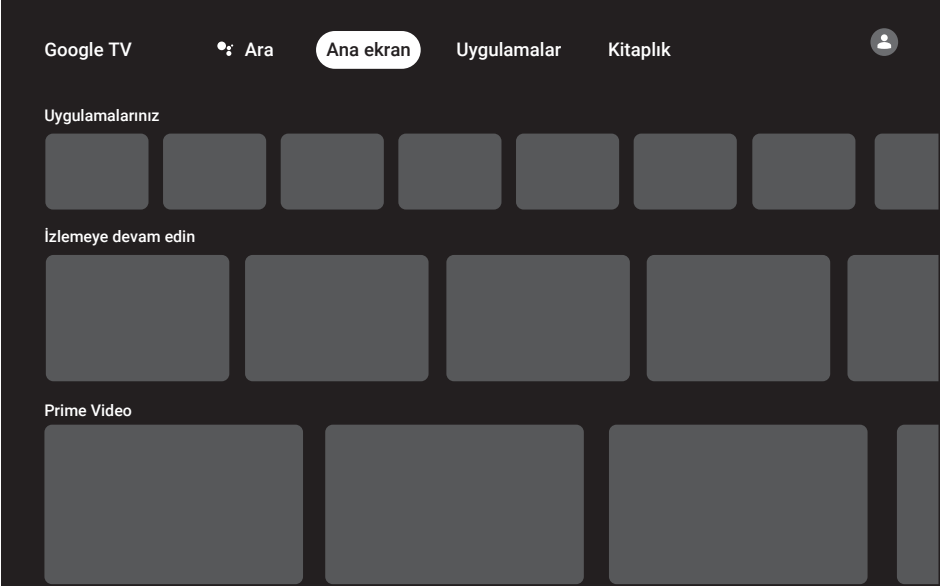 Google TV Ara Ana ekran Uygulamalar Kitaplık
Uygulamalarınız
İzlemeye devam edin
Prime Video